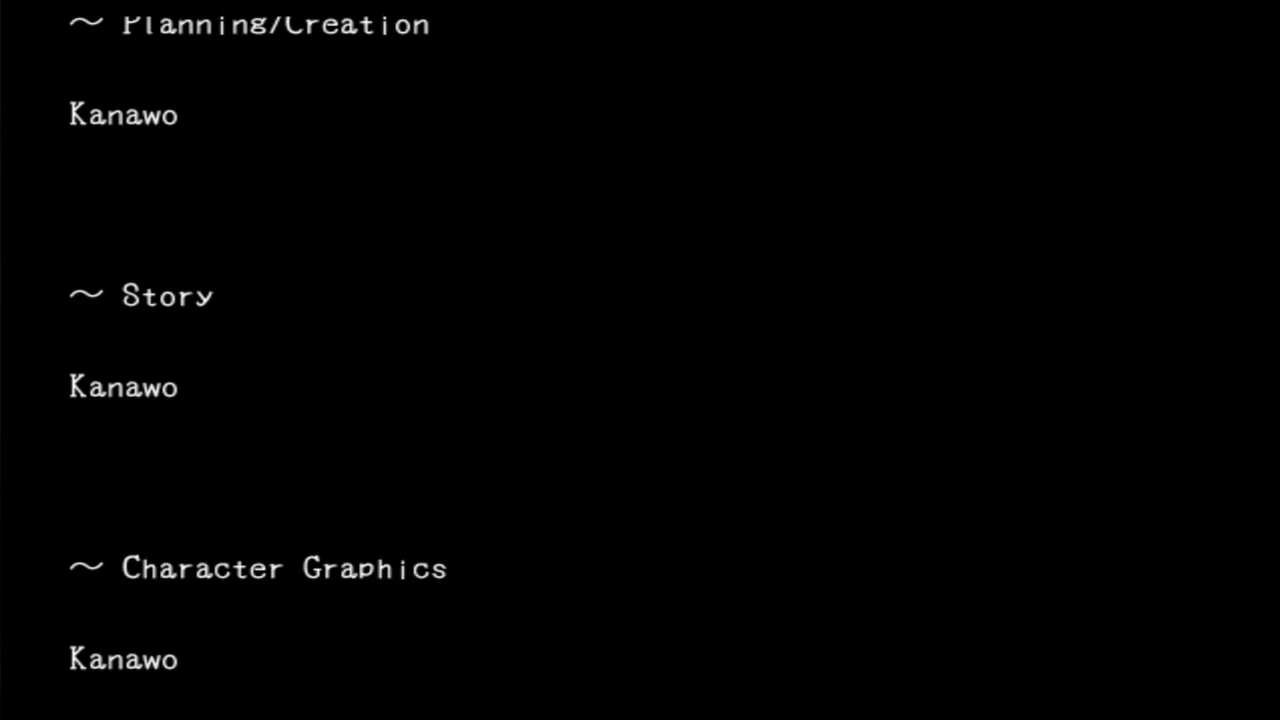 ～ Planning/Creation
Kanawo
～ Story
Kanawo
～ Character Graphics
Kanawo